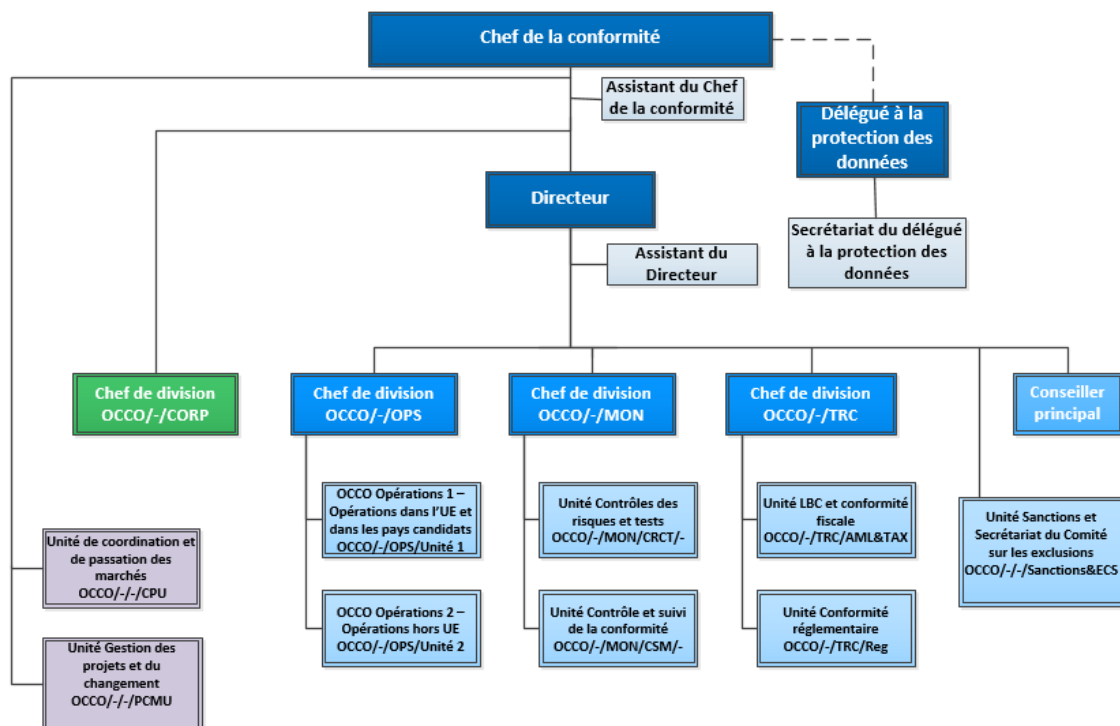 Chef de la conformité
Assistant du Chef
de la conformité
Délégué à la
protection des
données
Directeur
Secrétariat du délégué
à la protection des
données
Assistant du
Directeur
Chef de division
OCCO/-/CORP
Chef de division
OCCO/-/OPS
Chef de division
OCCO/-/MON
Chef de division
OCCO/-/TRC
Conseiller
principal
OCCO Opérations 1 –
Opérations dans l’UE et
dans les pays candidats
OCCO/-/OPS/Unité 1
Unité Contrôles des
risques et tests
OCCO/-/MON/CRCT/-
Unité LBC et conformité
fiscale
OCCO/-/TRC/AML&TAX
Unité Sanctions et
Secrétariat du Comité
sur les exclusions
OCCO/-/-/Sanctions&ECS
Unité de coordination et
de passation des
marchés
OCCO/-/-/CPU
OCCO Opérations 2 –
Opérations hors UE
OCCO/-/OPS/Unité 2
Unité Contrôle et suivi
de la conformité
OCCO/-/MON/CSM/-
Unité Conformité
réglementaire
OCCO/-/TRC/Reg
Unité Gestion des
projets et du
changement
OCCO/-/-/PCMU